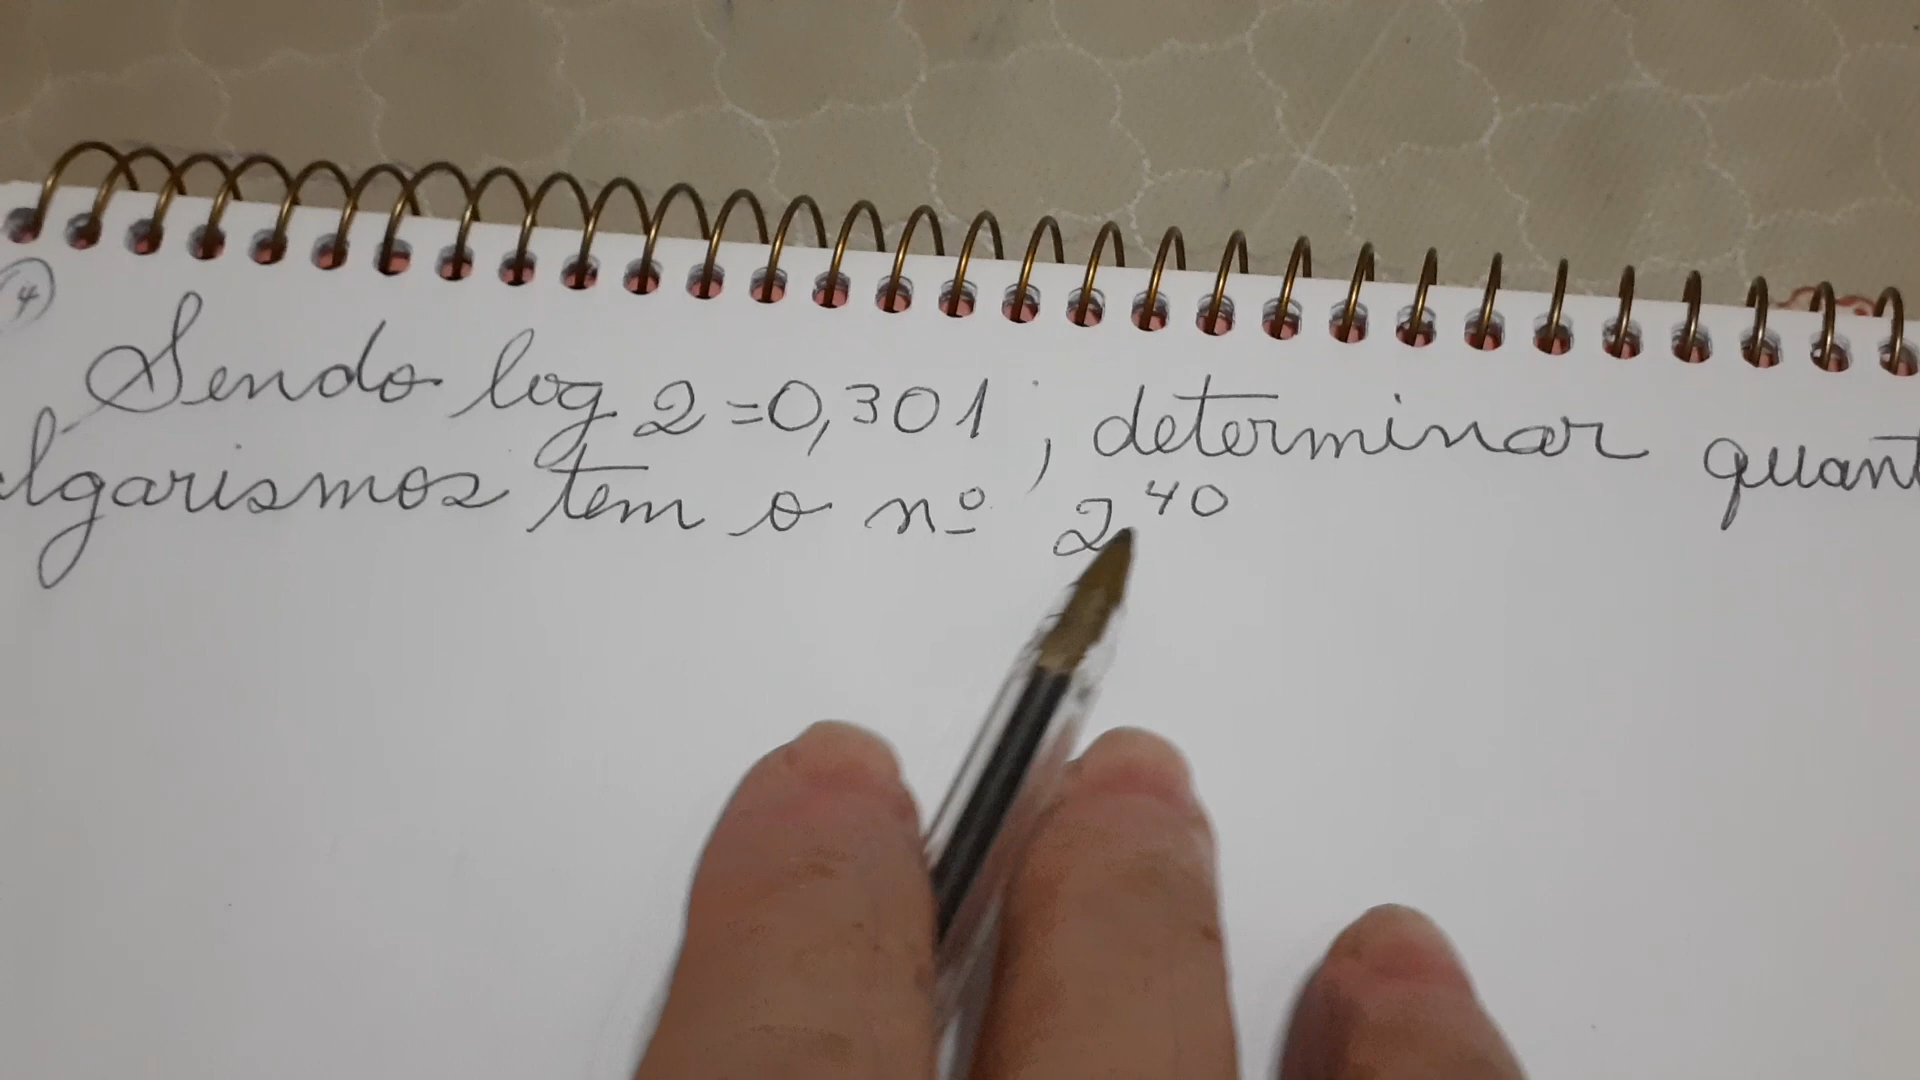 4
Sendo log 2=0,301, determinar quant
lgarismos tem o nº 2⁴⁰